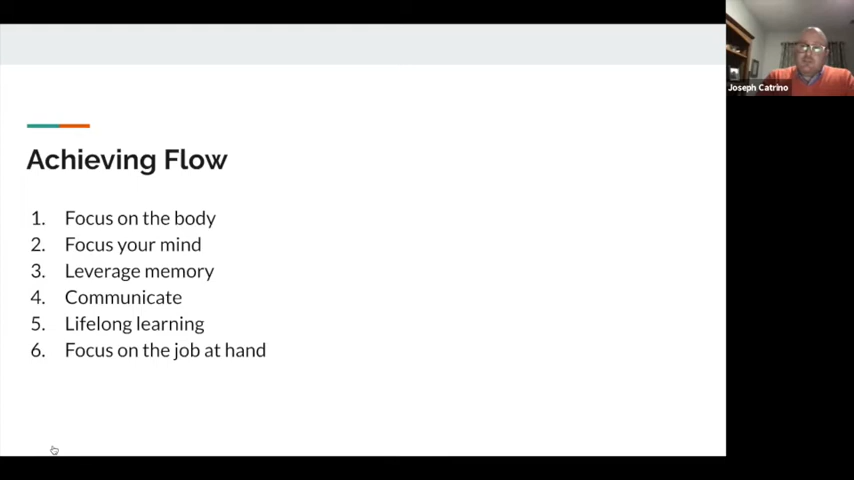 Achieving Flow
1. Focus on the body
2. Focus your mind
3. Leverage memory
4. Communicate
5. Lifelong learning
6. Focus on the job at hand
Joseph Catrino